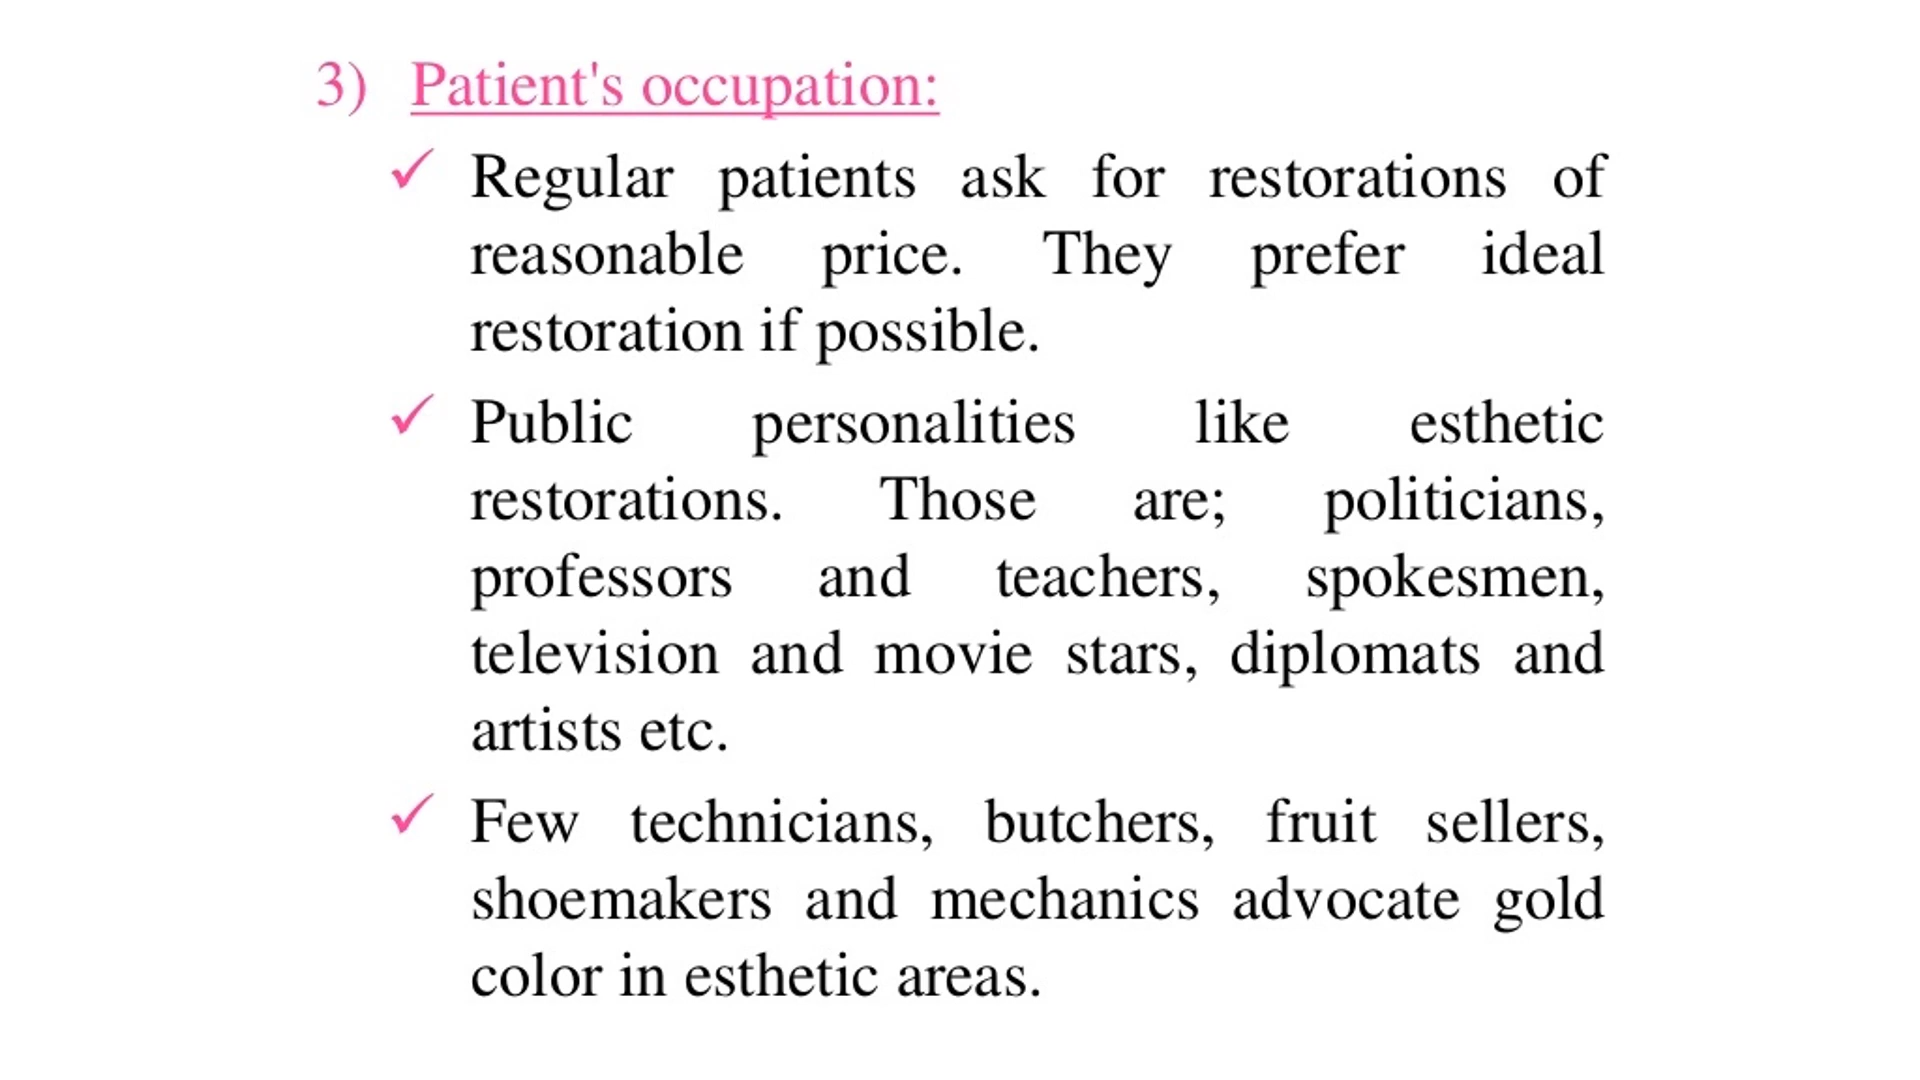 3) Patient's occupation:
✓ Regular patients ask for restorations of
reasonable price. They prefer ideal
restoration if possible.
✓ Public personalities like esthetic
restorations. Those are; politicians,
professors and teachers, spokesmen,
television and movie stars, diplomats and
artists etc.
✓ Few technicians, butchers, fruit sellers,
shoemakers and mechanics advocate gold
color in esthetic areas.